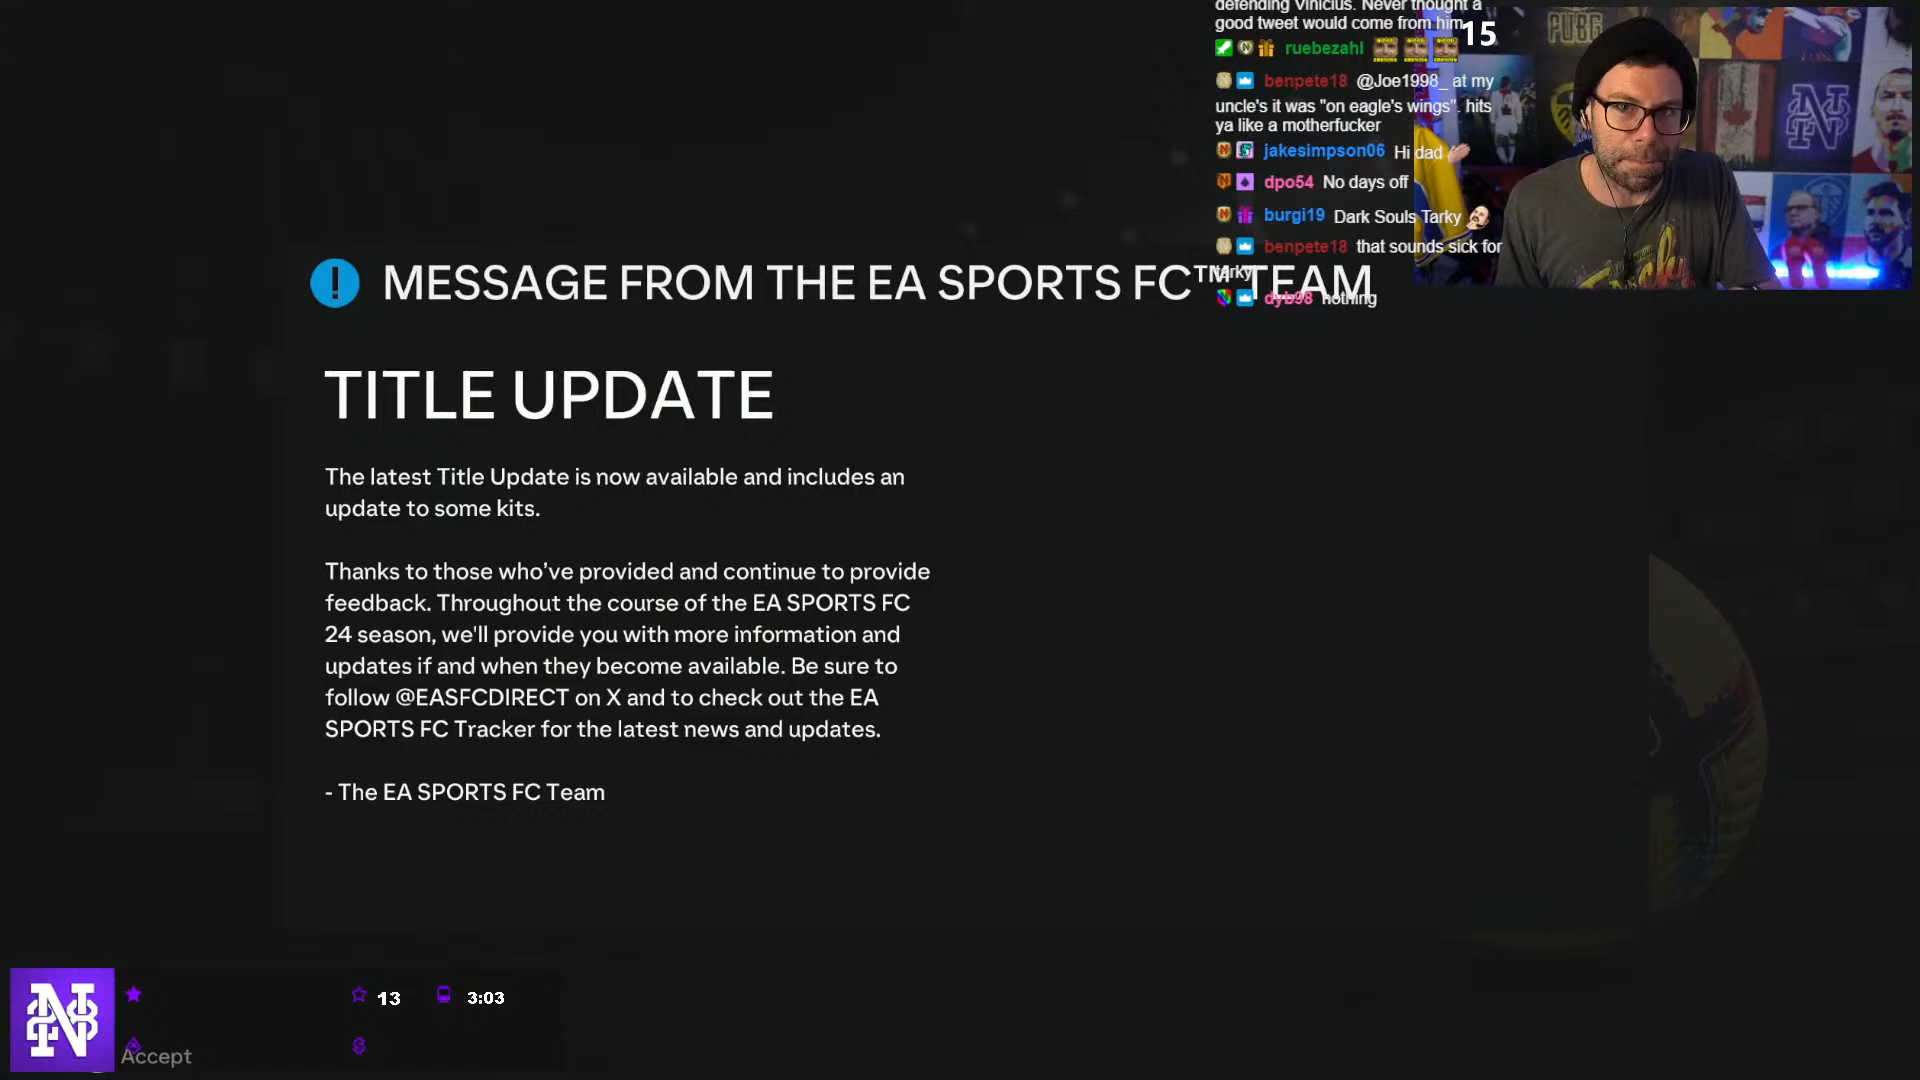 defending Vinicius. Never thought a
good tweet would come from him
15
ruebezahl
benpete18 @Joe1998_ at my
uncle's it was "on eagle's wings". hits
ya like a motherfucker
jakesimpson06 Hi dad
dpo54 No days off
burgi19 Dark Souls Tarky
benpete18 that sounds sick for
tarky
dyb98 nothing
PUBG
! MESSAGE FROM THE EA SPORTS FC™ TEAM
TITLE UPDATE
The latest Title Update is now available and includes an
update to some kits.
Thanks to those who've provided and continue to provide
feedback. Throughout the course of the EA SPORTS FC
24 season, we'll provide you with more information and
updates if and when they become available. Be sure to
follow @EASFCDIRECT on X and to check out the EA
SPORTS FC Tracker for the latest news and updates.
- The EA SPORTS FC Team
13 3:03
Accept